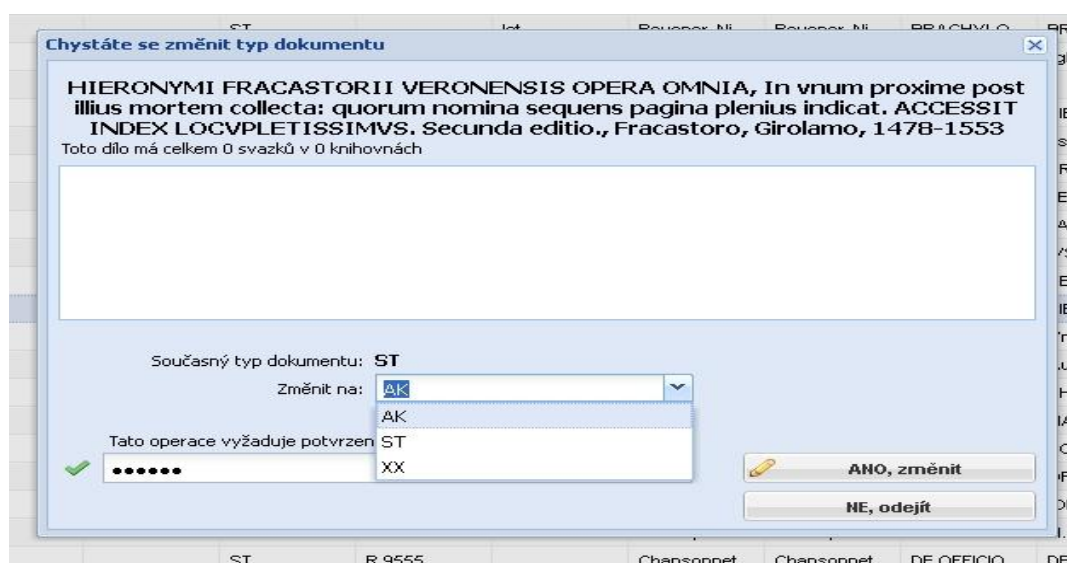 Chystáte se změnit typ dokumentu
HIERONYMI FRACASTORII VERONENSIS OPERA OMNIA, In vnum proxime post
illius mortem collecta: quorum nomina sequens pagina plenius indicat. ACCESSIT
INDEX LOCVPLETISSIMVS. Secunda editio., Fracastoro, Girolamo, 1478-1553
Toto dílo má celkem 0 svazků v 0 knihovnách
Současný typ dokumentu: ST
Změnit na: AK
AK
Tato operace vyžaduje potvrzen ST
XX
ANO, změnit
NE, odejít
ST R 9555 Chansonnet Chansonnet DE OFFICIO DE